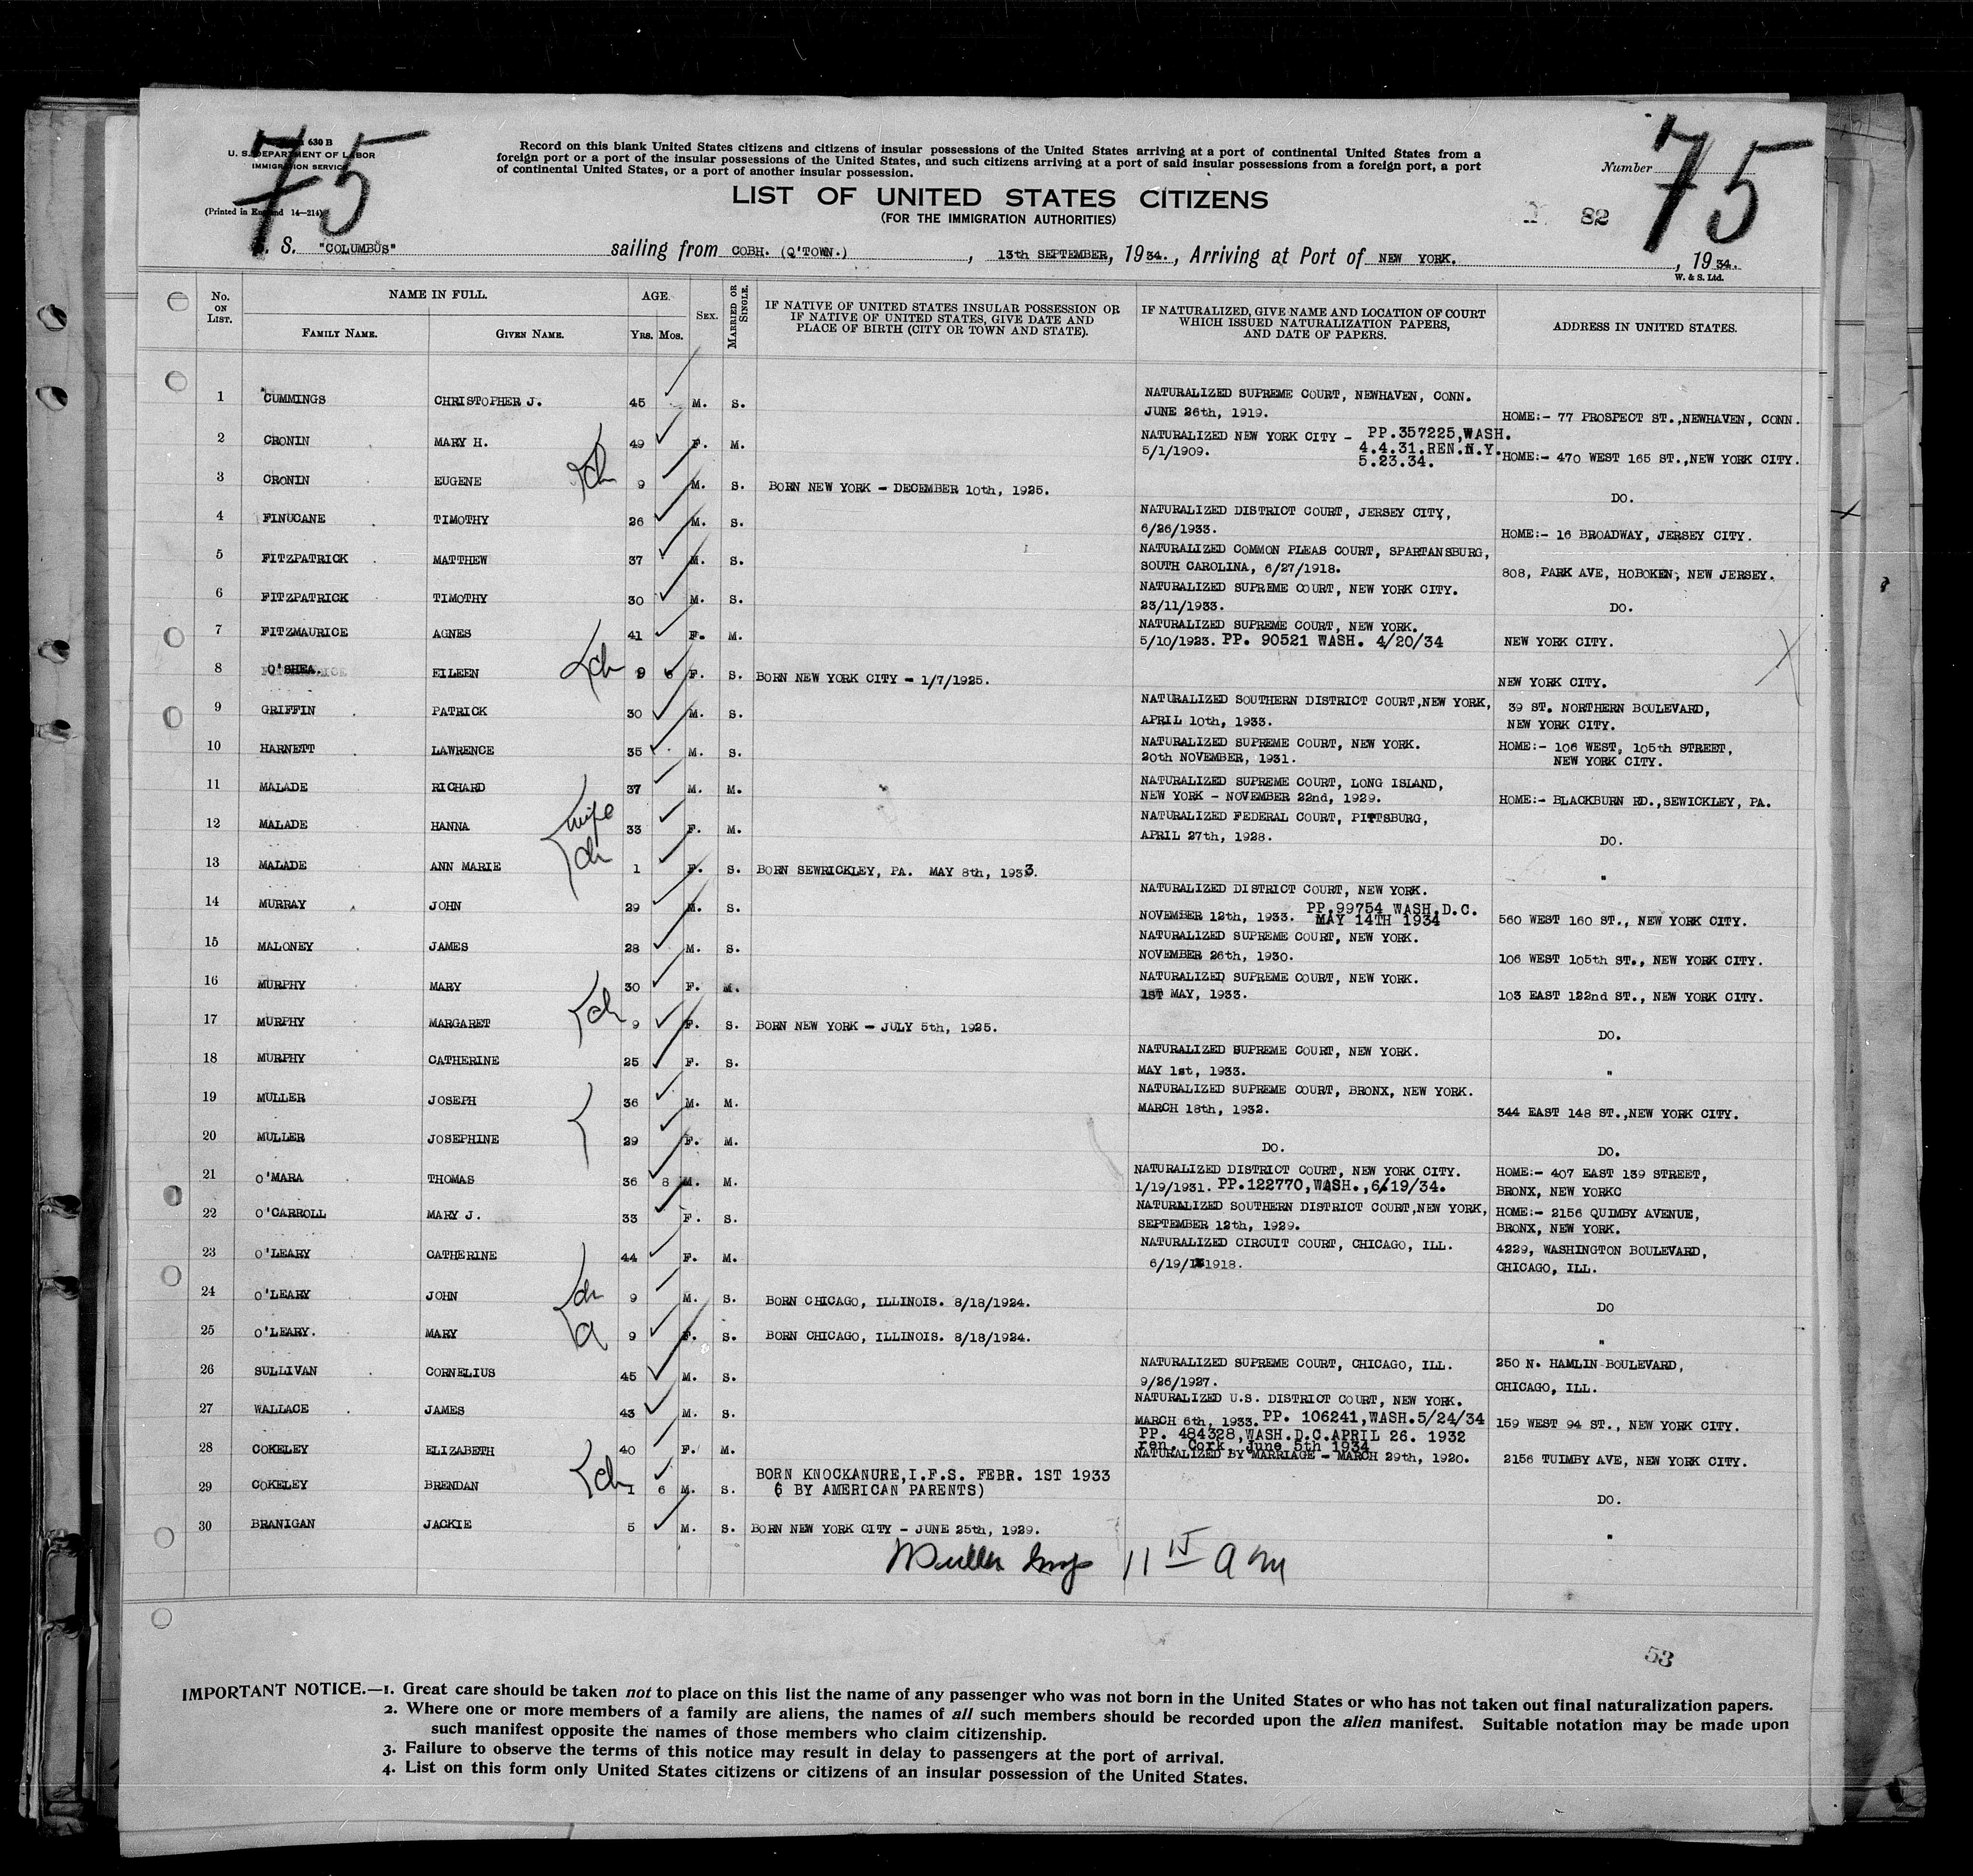 75
630 B
U. S. DEPARTMENT OF LABOR
IMMIGRATION SERVICE
(Printed in England 14—214)
Record on this blank United States citizens and citizens of insular possessions of the United States arriving at a port of continental United States from a
foreign port or a port of the insular possessions of the United States, and such citizens arriving at a port of said insular possessions from a foreign port, a port
of continental United States, or a port of another insular possession.
Number 75
LIST OF UNITED STATES CITIZENS
(FOR THE IMMIGRATION AUTHORITIES)
82
S. S. "COLUMBUS" sailing from COBH. (Q'TOWN.), 13th SEPTEMBER, 1934., Arriving at Port of NEW YORK., 1934.
W. & S. Ltd.
No. ON LIST. NAME IN FULL. AGE. SEX. MARRIED OR SINGLE. IF NATIVE OF UNITED STATES INSULAR POSSESSION OR IF NATIVE OF UNITED STATES, GIVE DATE AND PLACE OF BIRTH (CITY OR TOWN AND STATE). IF NATURALIZED, GIVE NAME AND LOCATION OF COURT WHICH ISSUED NATURALIZATION PAPERS, AND DATE OF PAPERS. ADDRESS IN UNITED STATES.
FAMILY NAME. GIVEN NAME. Yrs. Mos.
1 CUMMINGS CHRISTOPHER J. 45 M. S. NATURALIZED SUPREME COURT, NEWHAVEN, CONN.
JUNE 26th, 1919. HOME:- 77 PROSPECT ST.,NEWHAVEN, CONN.
2 CRONIN MARY H. 49 F. M. NATURALIZED NEW YORK CITY - PP.357225,WASH.
5/1/1909. 4.4.31.REN.N.Y. HOME:- 470 WEST 165 ST.,NEW YORK CITY.
5.23.34.
3 CRONIN EUGENE ch 9 M. S. BORN NEW YORK - DECEMBER 10th, 1925. DO.
4 FINUCANE TIMOTHY 26 M. S. NATURALIZED DISTRICT COURT, JERSEY CITY,
6/26/1933. HOME:- 16 BROADWAY, JERSEY CITY.
5 FITZPATRICK MATTHEW 37 M. S. NATURALIZED COMMON PLEAS COURT, SPARTANSBURG,
SOUTH CAROLINA, 6/27/1918. 808, PARK AVE, HOBOKEN, NEW JERSEY.
6 FITZPATRICK TIMOTHY 30 M. S. NATURALIZED SUPREME COURT, NEW YORK CITY.
23/11/1933. DO.
7 FITZMAURICE AGNES 41 F. M. NATURALIZED SUPREME COURT, NEW YORK.
5/10/1923. PP. 90521 WASH. 4/20/34 NEW YORK CITY.
8 O'SHEA. EILEEN ch 9 6 F. S. BORN NEW YORK CITY - 1/7/1925. NEW YORK CITY.
9 GRIFFIN PATRICK 30 M. S. NATURALIZED SOUTHERN DISTRICT COURT,NEW YORK, 39 ST. NORTHERN BOULEVARD,
APRIL 10th, 1933. NEW YORK CITY.
10 HARNETT LAWRENCE 35 M. S. NATURALIZED SUPREME COURT, NEW YORK. HOME:- 106 WEST, 105th STREET,
20th NOVEMBER, 1931. NEW YORK CITY.
11 MALADE RICHARD 37 M. M. NATURALIZED SUPREME COURT, LONG ISLAND,
NEW YORK - NOVEMBER 22nd, 1929. HOME:- BLACKBURN RD.,SEWICKLEY, PA.
12 MALADE HANNA wife 33 F. M. NATURALIZED FEDERAL COURT, PITTSBURG,
APRIL 27th, 1928. DO.
13 MALADE ANN MARIE ch 1 F. S. BORN SEWRICKLEY, PA. MAY 8th, 1933. "
14 MURRAY JOHN 29 M. S. NATURALIZED DISTRICT COURT, NEW YORK.
NOVEMBER 12th, 1933. PP.99754 WASH.D.C. 560 WEST 160 ST., NEW YORK CITY.
MAY 14TH 1934
15 MALONEY JAMES 28 M. S. NATURALIZED SUPREME COURT, NEW YORK.
NOVEMBER 26th, 1930. 106 WEST 105th ST., NEW YORK CITY.
16 MURPHY MARY 30 F. M. NATURALIZED SUPREME COURT, NEW YORK.
1ST MAY, 1933. 103 EAST 122nd ST., NEW YORK CITY.
17 MURPHY MARGARET ch 9 F. S. BORN NEW YORK - JULY 5th, 1925. DO.
18 MURPHY CATHERINE 25 F. S. NATURALIZED SUPREME COURT, NEW YORK.
MAY 1st, 1933. "
19 MULLER JOSEPH 36 M. M. NATURALIZED SUPREME COURT, BRONX, NEW YORK.
MARCH 18th, 1932. 344 EAST 148 ST.,NEW YORK CITY.
20 MULLER JOSEPHINE 29 F. M. DO. DO.
21 O'MARA THOMAS 36 8 M. M. NATURALIZED DISTRICT COURT, NEW YORK CITY. HOME:- 407 EAST 139 STREET,
1/19/1931. PP.122770,WASH.,6/19/34. BRONX, NEW YORKC
22 O'CARROLL MARY J. 33 F. S. NATURALIZED SOUTHERN DISTRICT COURT,NEW YORK, HOME:- 2156 QUIMBY AVENUE,
SEPTEMBER 12th, 1929. BRONX, NEW YORK.
23 O'LEARY CATHERINE 44 F. M. NATURALIZED CIRCUIT COURT, CHICAGO, ILL. 4229, WASHINGTON BOULEVARD,
6/19/1918. CHICAGO, ILL.
24 O'LEARY JOHN ch 9 M. S. BORN CHICAGO, ILLINOIS. 8/18/1924. DO
25 O'LEARY. MARY 9 F. S. BORN CHICAGO, ILLINOIS. 8/18/1924. "
26 SULLIVAN CORNELIUS 45 M. S. NATURALIZED SUPREME COURT, CHICAGO, ILL. 250 N. HAMLIN BOULEVARD,
9/26/1927. CHICAGO, ILL.
27 WALLACE JAMES 43 M. S. NATURALIZED U.S. DISTRICT COURT, NEW YORK.
MARCH 6th, 1933. PP. 106241,WASH.5/24/34 159 WEST 94 ST., NEW YORK CITY.
28 COKELEY ELIZABETH 40 F. M. PP. 484328,WASH.D.C.APRIL 26. 1932
ren. Cork, June 5th 1934
NATURALIZED BY MARRIAGE - MARCH 29th, 1920. 2156 TUIMBY AVE, NEW YORK CITY.
29 COKELEY BRENDAN ch 1 6 M. S. BORN KNOCKANURE,I.F.S. FEBR. 1ST 1933
( BY AMERICAN PARENTS) DO.
30 BRANIGAN JACKIE 5 M. S. BORN NEW YORK CITY - JUNE 25th, 1929. "
Muller Insp 11 15 am
53
IMPORTANT NOTICE.—1. Great care should be taken not to place on this list the name of any passenger who was not born in the United States or who has not taken out final naturalization papers.
2. Where one or more members of a family are aliens, the names of all such members should be recorded upon the alien manifest. Suitable notation may be made upon
such manifest opposite the names of those members who claim citizenship.
3. Failure to observe the terms of this notice may result in delay to passengers at the port of arrival.
4. List on this form only United States citizens or citizens of an insular possession of the United States.